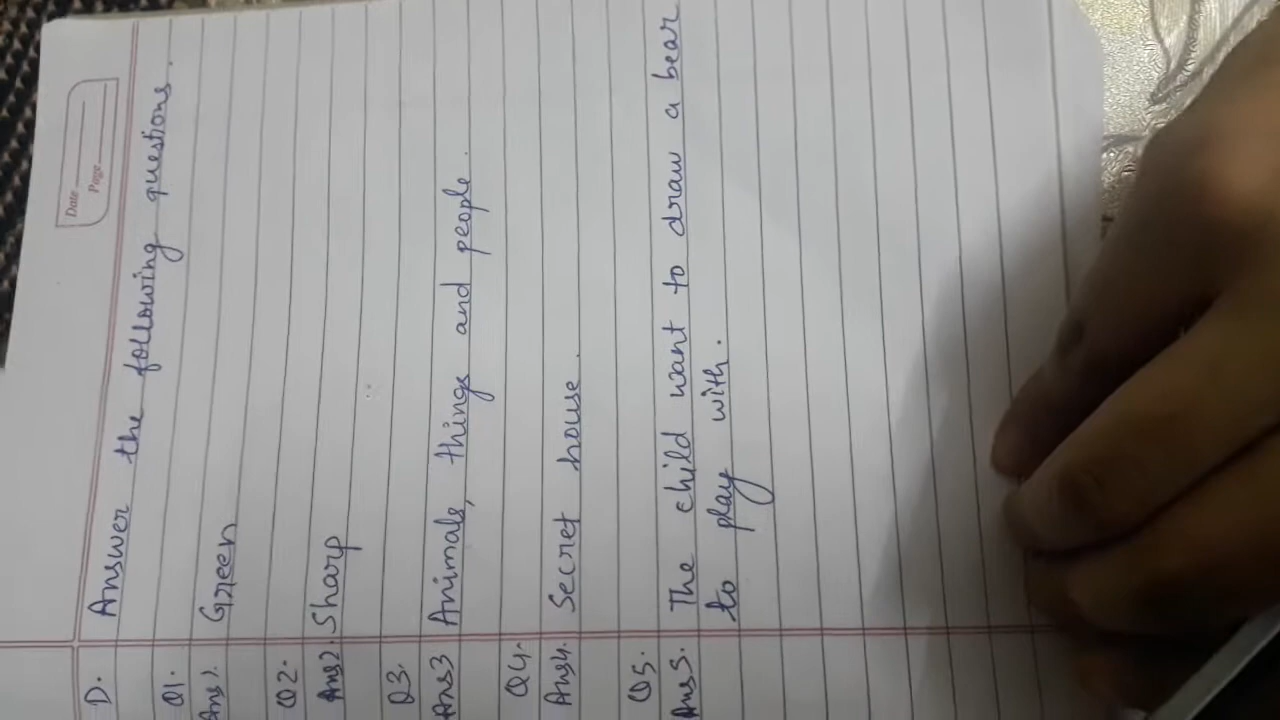 Date
Page
D. Answer the following questions.
Q1.
Ans1. Green
Q2.
Ans2. Sharp
Q3.
Ans3 Animals, things and people.
Q4.
Ans4. Secret house.
Q5.
Ans5. The child want to draw a bear
to play with.